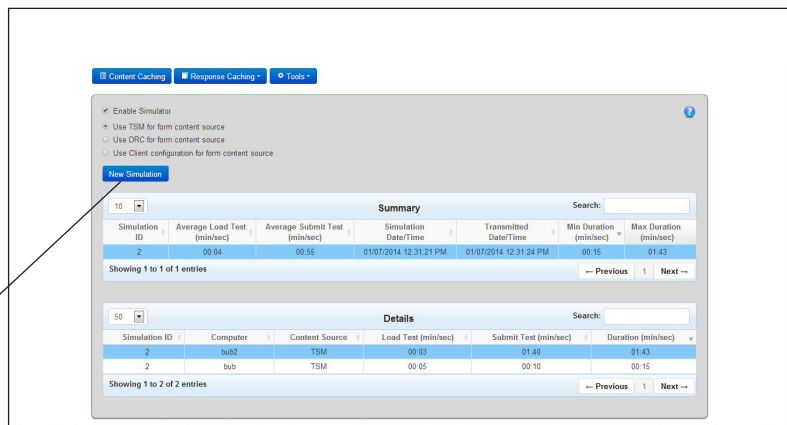 Content Caching Response Caching Tools
Enable Simulator
Use TSM for form content source
Use DRC for form content source
Use Client configuration for form content source
New Simulation
10 Summary Search:
Simulation ID Average Load Test (min/sec) Average Submit Test (min/sec) Simulation Date/Time Transmitted Date/Time Min Duration (min/sec) Max Duration (min/sec)
2 00:04 00:55 01/07/2014 12:31:21 PM 01/07/2014 12:31:24 PM 00:15 01:43
Showing 1 to 1 of 1 entries ← Previous 1 Next →
50 Details Search:
Simulation ID Computer Content Source Load Test (min/sec) Submit Test (min/sec) Duration (min/sec)
2 bub2 TSM 00:03 01:40 01:43
2 bub TSM 00:05 00:10 00:15
Showing 1 to 2 of 2 entries ← Previous 1 Next →